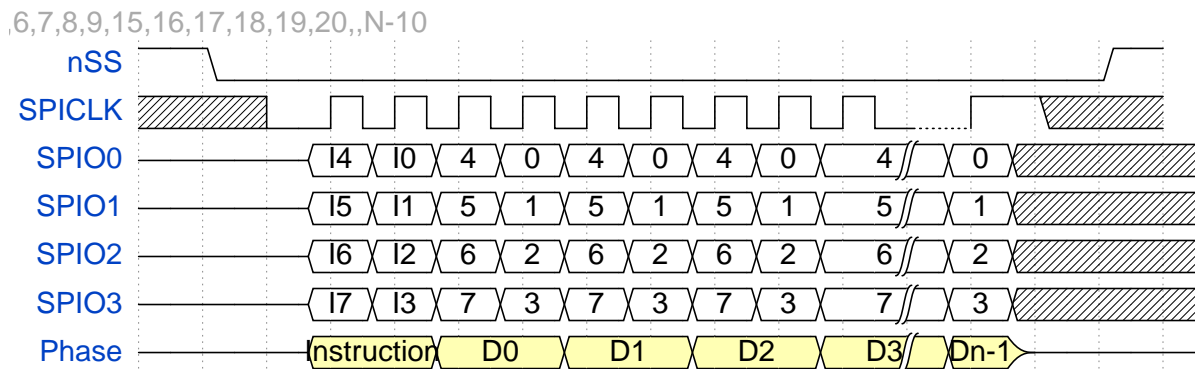 ,6,7,8,9,15,16,17,18,19,20,,N-10
nSS
SPICLK
SPIO0 I4 I0 4 0 4 0 4 0 4 0
SPIO1 I5 I1 5 1 5 1 5 1 5 1
SPIO2 I6 I2 6 2 6 2 6 2 6 2
SPIO3 I7 I3 7 3 7 3 7 3 7 3
Phase Instruction D0 D1 D2 D3 Dn-1